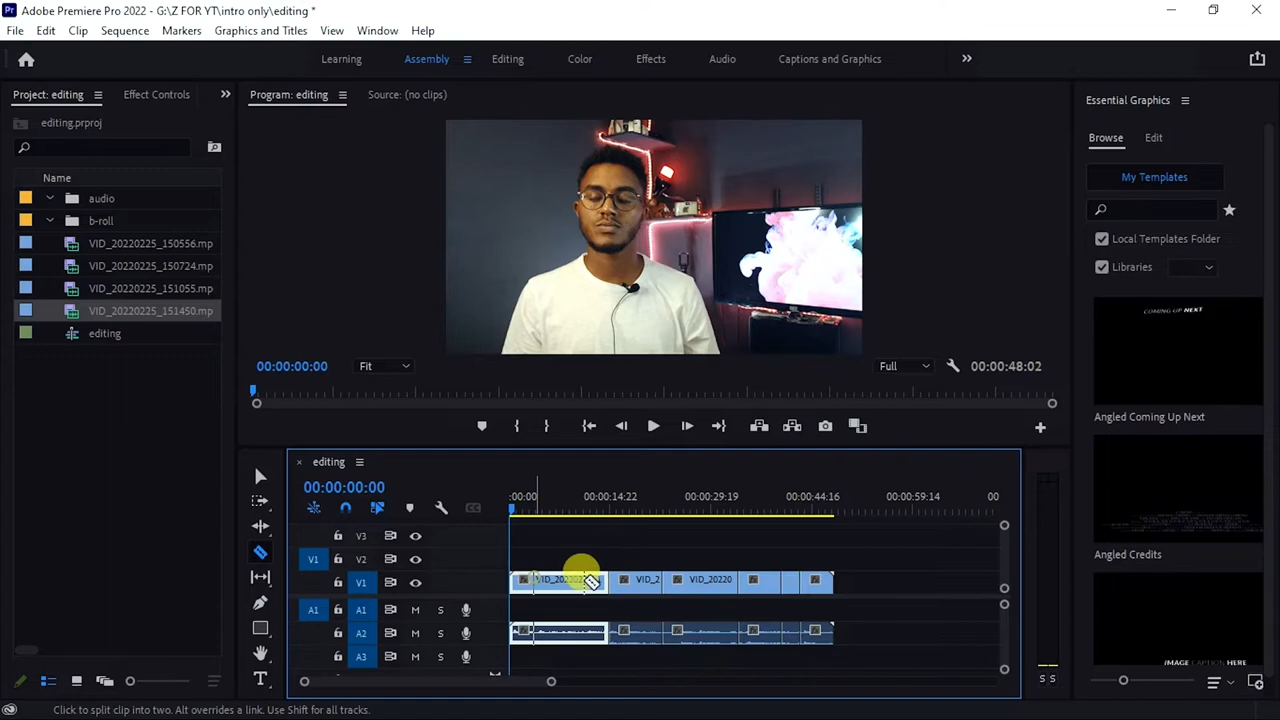 Pr Adobe Premiere Pro 2022 - G:\Z FOR YT\intro only\editing *
File Edit Clip Sequence Markers Graphics and Titles View Window Help
Learning Assembly Editing Color Effects Audio Captions and Graphics
Project: editing Effect Controls
Program: editing Source: (no clips)
Essential Graphics
editing.prproj
Browse Edit
Name
My Templates
audio
b-roll
VID_20220225_150556.mp
VID_20220225_150724.mp
VID_20220225_151055.mp
VID_20220225_151450.mp
editing
Local Templates Folder
Libraries
COMING UP NEXT
Angled Coming Up Next
00:00:00:00 Fit Full 00:00:48:02
editing
00:00:00:00
:00:00 00:00:14:22 00:00:29:19 00:00:44:16 00:00:59:14 00
V3
V1 V2
V1
VID_2 VID_20220
A1 A1 M S
A2 M S
A3 M S
S S
Angled Credits
IMAGE CAPTION HERE
Click to split clip into two. Alt overrides a link. Use Shift for all tracks.